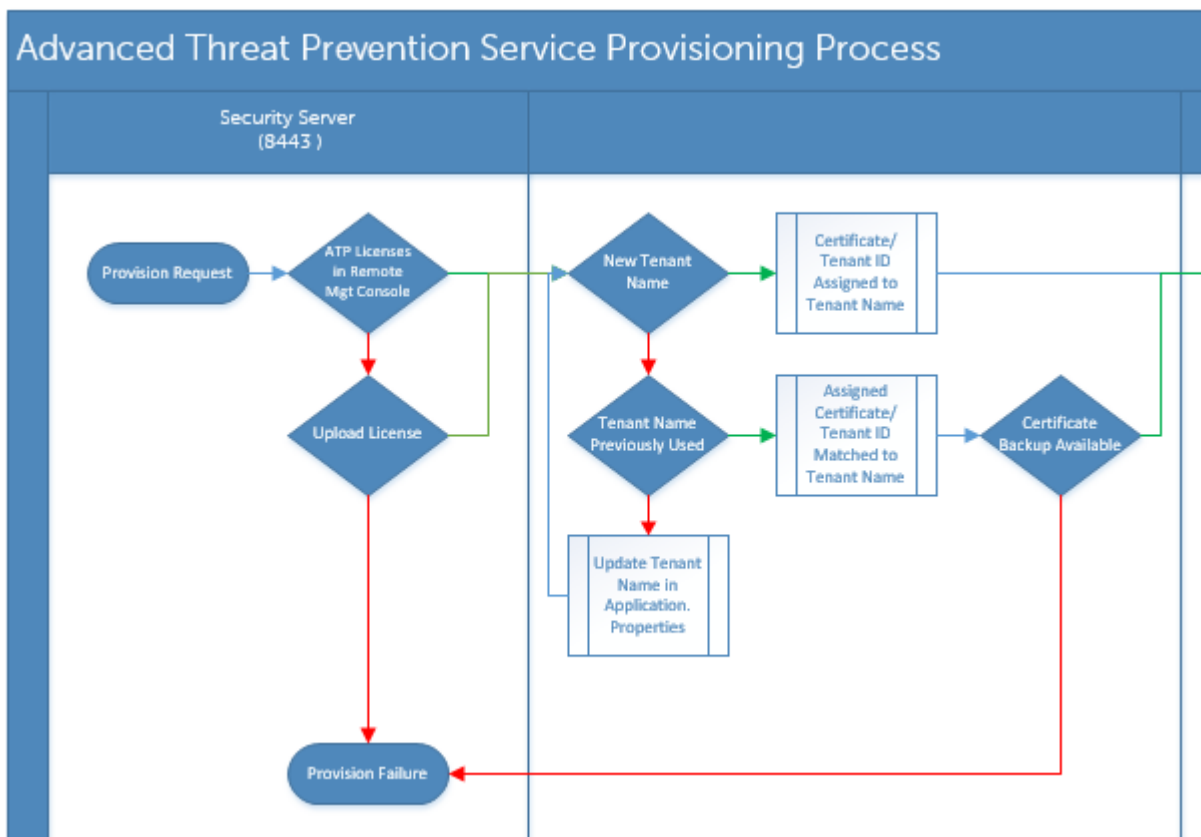 Advanced Threat Prevention Service Provisioning Process
Security Server
(8443 )
Provision Request
ATP Licenses
in Remote
Mgt Console
New Tenant
Name
Certificate/
Tenant ID
Assigned to
Tenant Name
Upload License
Tenant Name
Previously Used
Assigned
Certificate/
Tenant ID
Matched to
Tenant Name
Certificate
Backup Available
Update Tenant
Name in
Application.
Properties
Provision Failure